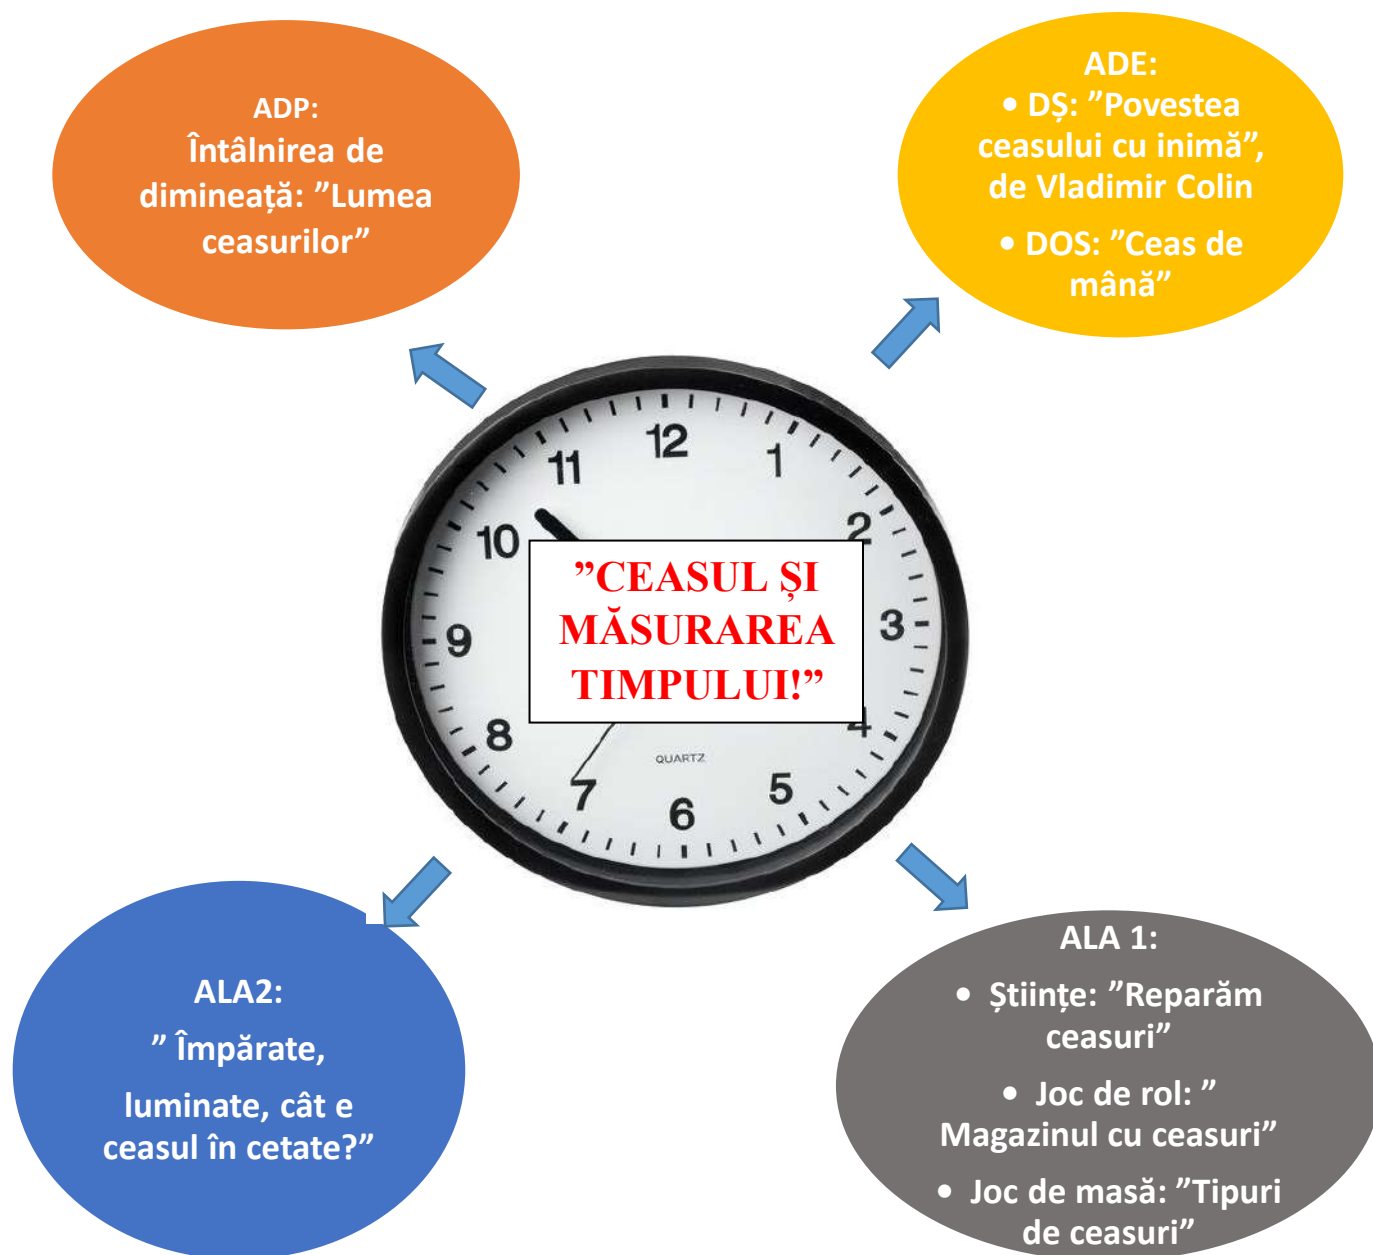 ADP:
Întâlnirea de
dimineață: ”Lumea
ceasurilor”
ADE:
• DȘ: ”Povestea
ceasului cu inimă”,
de Vladimir Colin
• DOS: ”Ceas de
mână”
12
1
2
3
4
5
6
7
8
9
10
11
”CEASUL ȘI
MĂSURAREA
TIMPULUI!”
QUARTZ
ALA2:
” Împărate,
luminate, cât e
ceasul în cetate?”
ALA 1:
• Științe: ”Reparăm
ceasuri”
• Joc de rol: ”
Magazinul cu ceasuri”
• Joc de masă: ”Tipuri
de ceasuri”